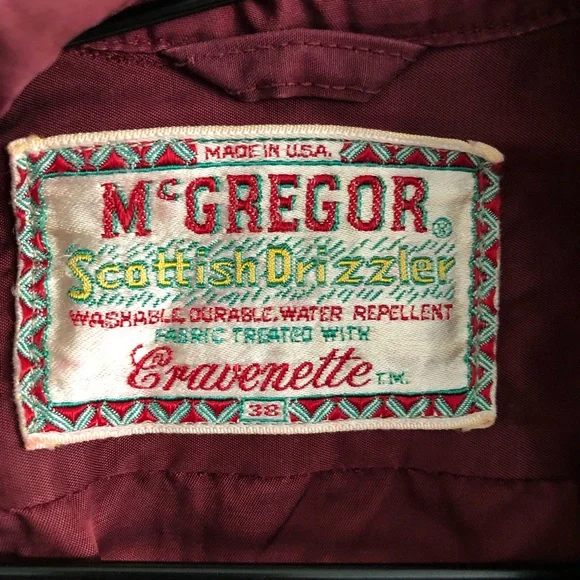 MADE IN U.S.A.
McGREGOR®
Scottish Drizzler
WASHABLE, DURABLE, WATER REPELLENT
FABRIC TREATED WITH
Cravenette T.M.
38